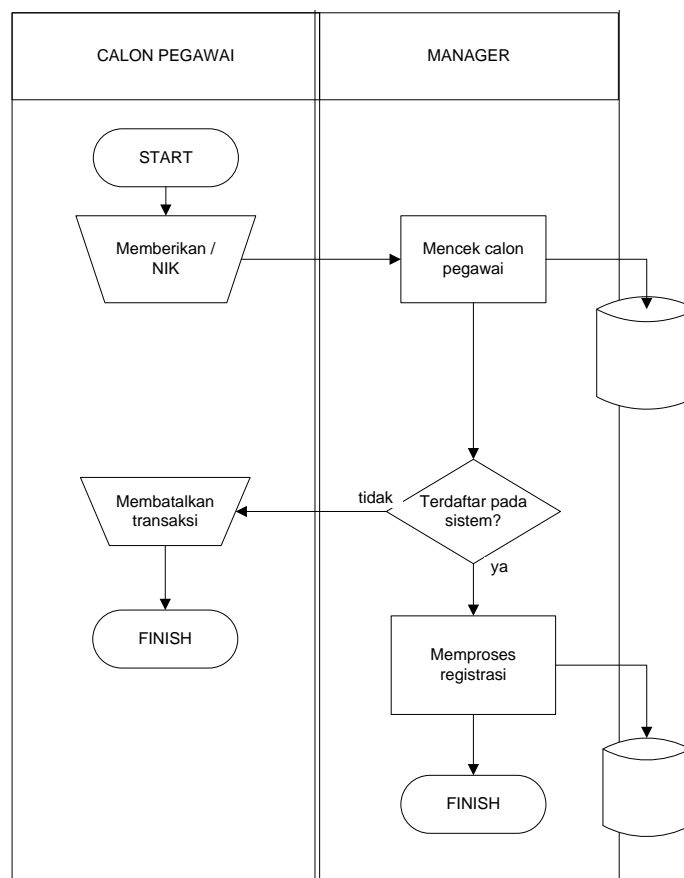 CALON PEGAWAI
MANAGER
START
Memberikan /
NIK
Mencek calon
pegawai
Membatalkan
transaksi
tidak
Terdaftar pada
sistem?
ya
FINISH
Memproses
registrasi
FINISH